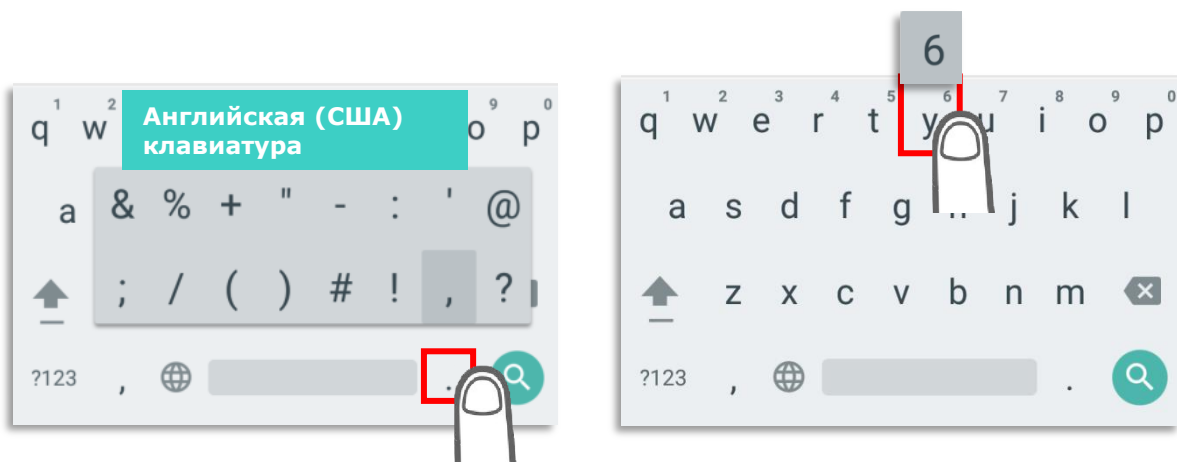 6
1 2 9 0
q w o p
Английская (США)
клавиатура
a
& % + " - : ' @
; / ( ) # ! , ?
?123 , .
1 2 3 4 5 6 7 8 9 0
q w e r t y u i o p
a s d f g h j k l
z x c v b n m
?123 , .